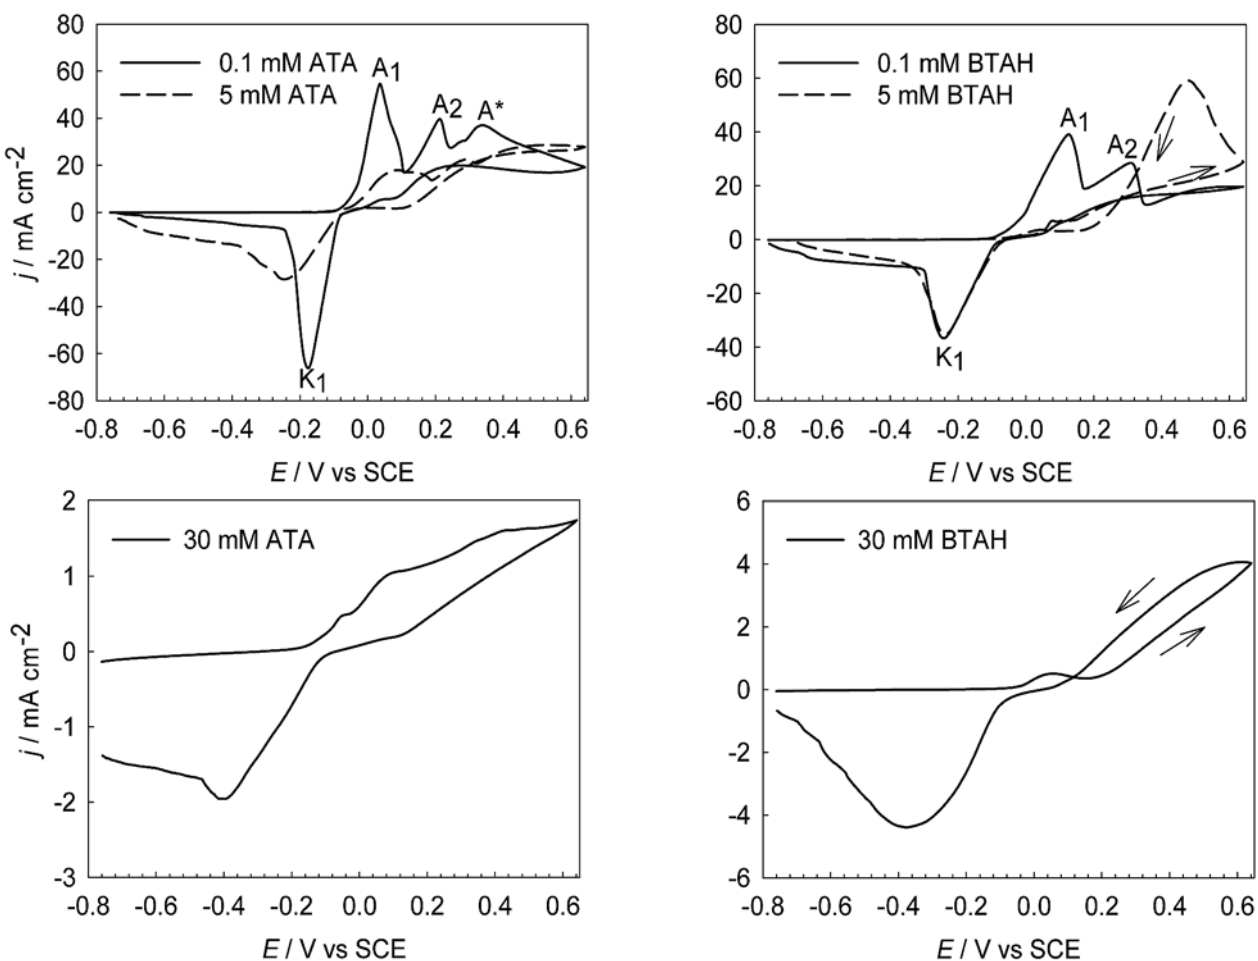 80
60
40
20
0
-20
-40
-60
-80
j / mA cm-2
0.1 mM ATA
5 mM ATA
A1
A2
A*
K1
-0.8 -0.6 -0.4 -0.2 0.0 0.2 0.4 0.6
E / V vs SCE
80
60
40
20
0
-20
-40
-60
0.1 mM BTAH
5 mM BTAH
A1
A2
K1
-0.8 -0.6 -0.4 -0.2 0.0 0.2 0.4 0.6
E / V vs SCE
2
1
0
-1
-2
-3
j / mA cm-2
30 mM ATA
-0.8 -0.6 -0.4 -0.2 0.0 0.2 0.4 0.6
E / V vs SCE
6
4
2
0
-2
-4
-6
30 mM BTAH
-0.8 -0.6 -0.4 -0.2 0.0 0.2 0.4 0.6
E / V vs SCE